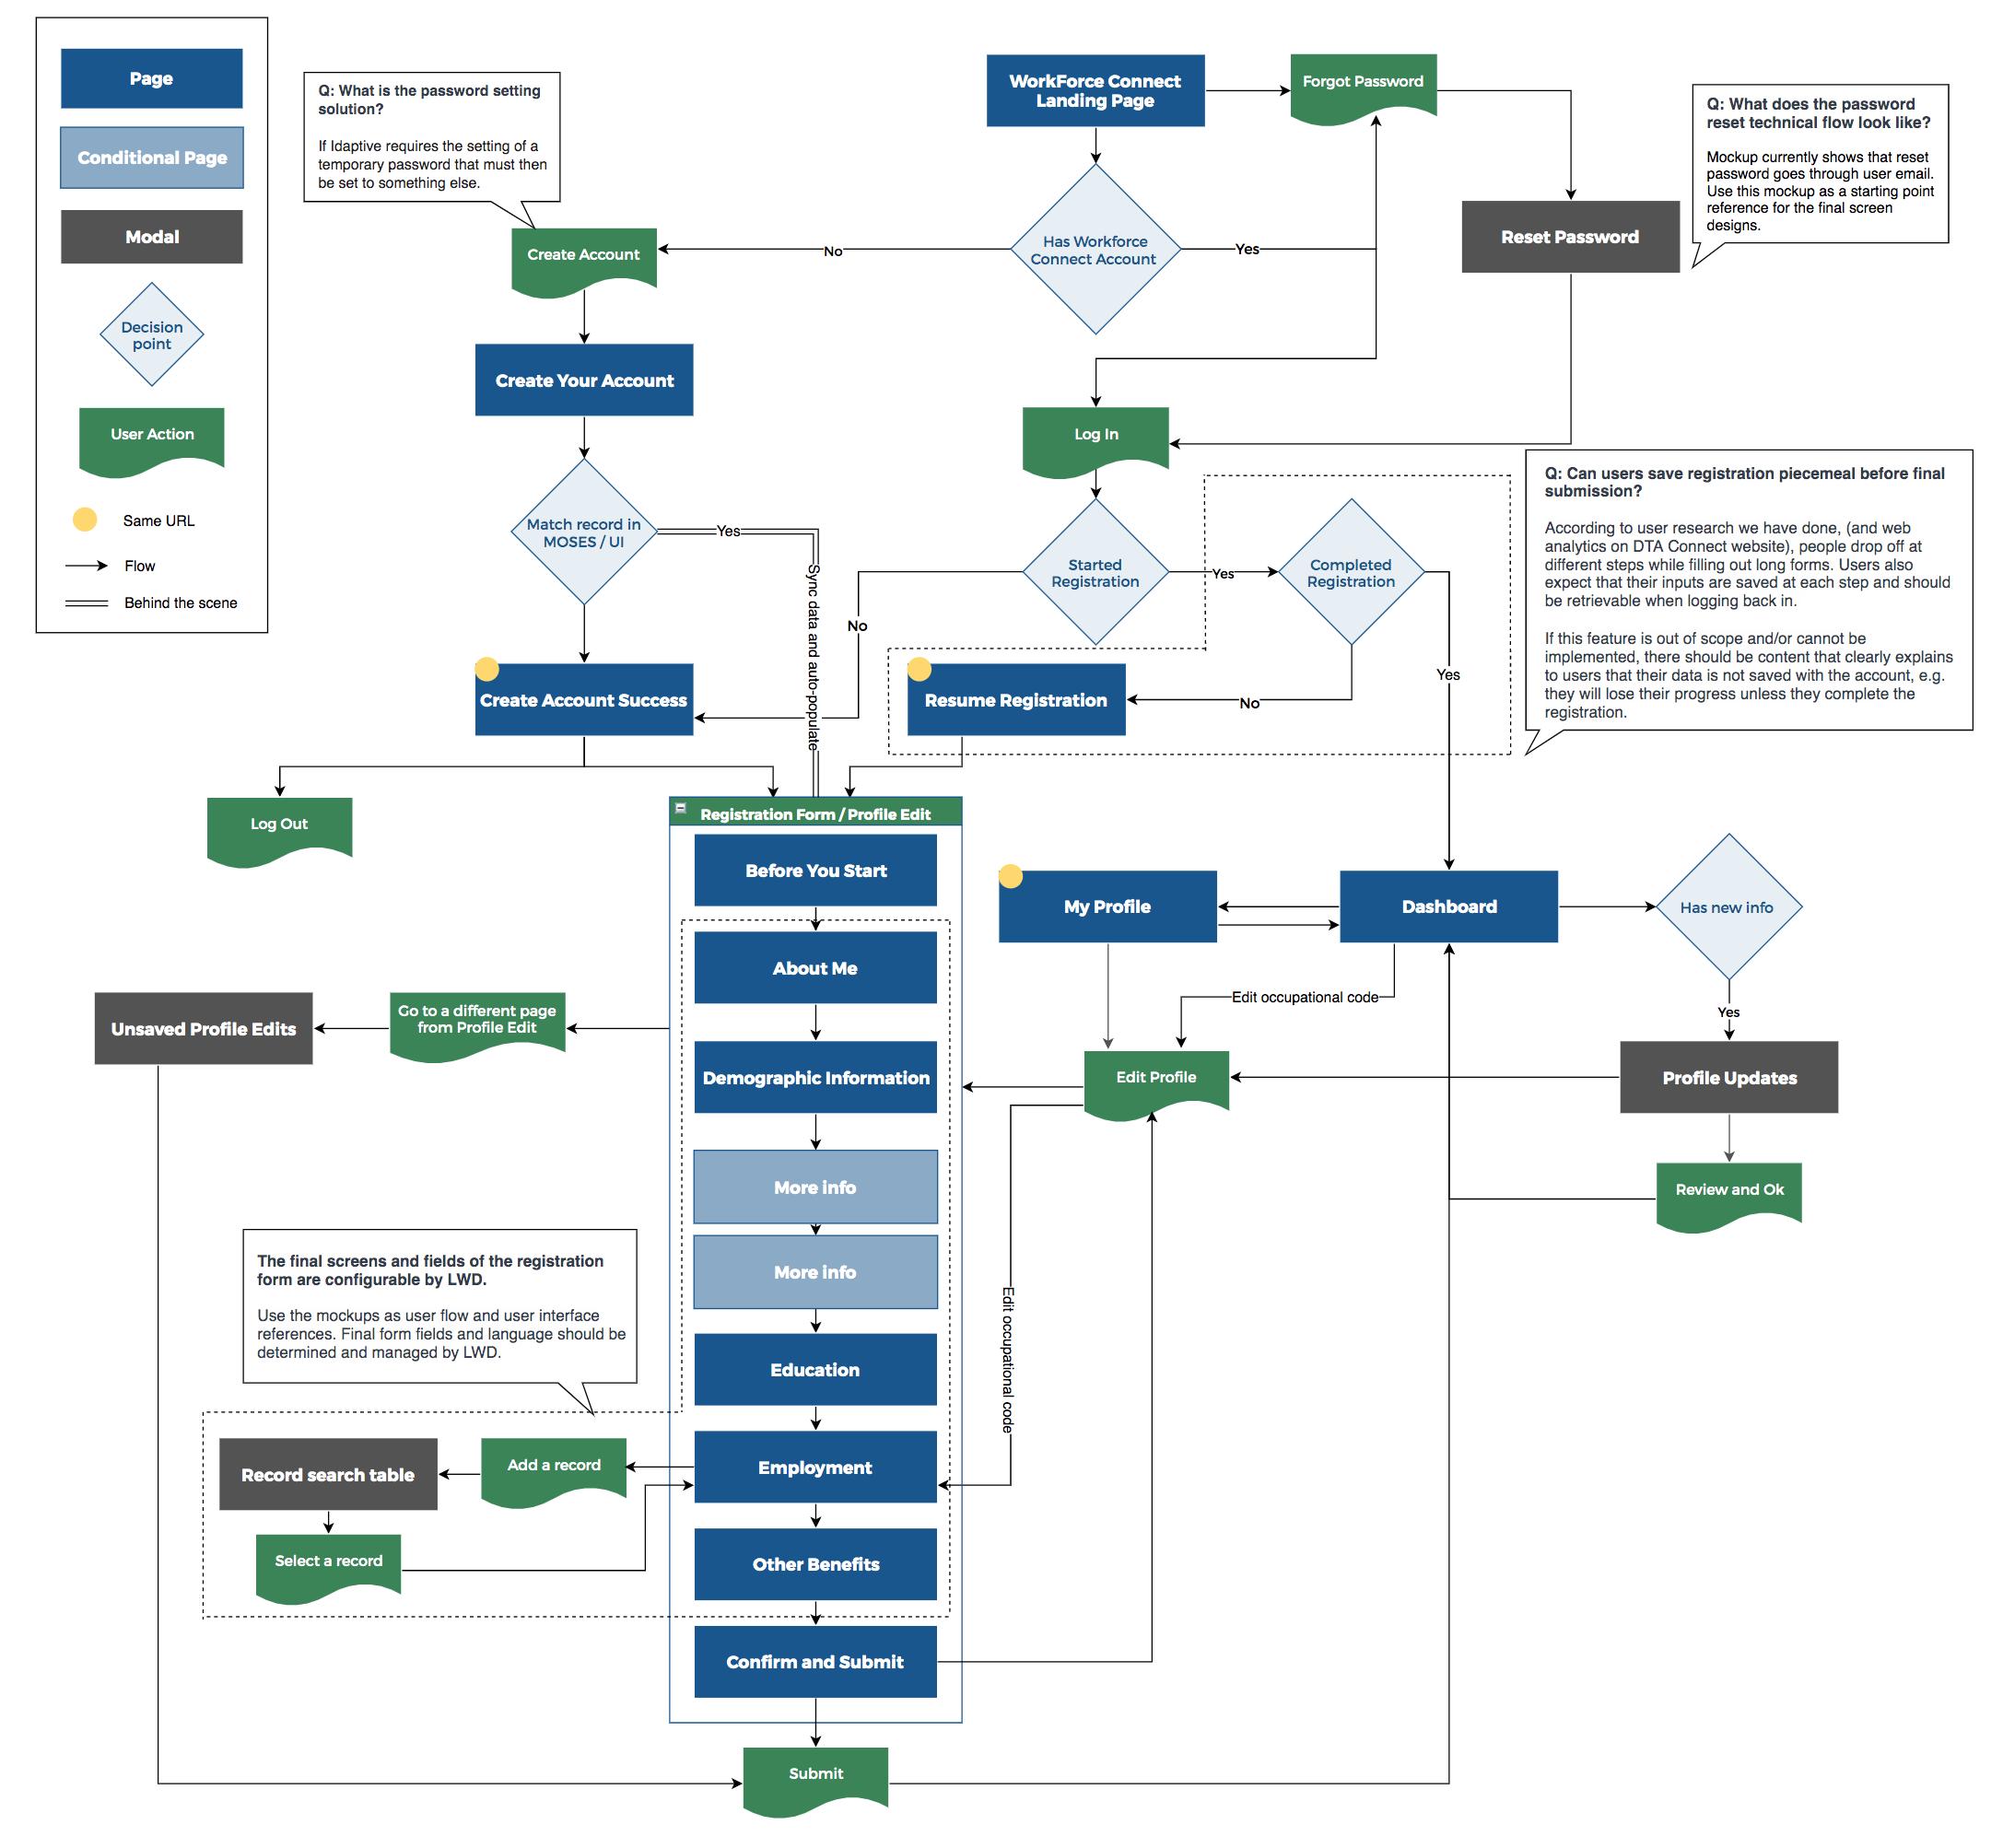 Page
Conditional Page
Modal
Decision
point
User Action
Same URL
Flow
Behind the scene
Q: What is the password setting
solution?
If Idaptive requires the setting of a
temporary password that must then
be set to something else.
WorkForce Connect
Landing Page
Forgot Password
Q: What does the password
reset technical flow look like?
Mockup currently shows that reset
password goes through user email.
Use this mockup as a starting point
reference for the final screen
designs.
Create Account
No
Has Workforce
Connect Account
Yes
Reset Password
Create Your Account
Log In
Q: Can users save registration piecemeal before final
submission?
According to user research we have done, (and web
analytics on DTA Connect website), people drop off at
different steps while filling out long forms. Users also
expect that their inputs are saved at each step and should
be retrievable when logging back in.
If this feature is out of scope and/or cannot be
implemented, there should be content that clearly explains
to users that their data is not saved with the account, e.g.
they will lose their progress unless they complete the
registration.
Match record in
MOSES / UI
Yes
Sync data and auto-populate
Started
Registration
Yes
Completed
Registration
No
Yes
Create Account Success
Resume Registration
No
Log Out
Registration Form / Profile Edit
Before You Start
My Profile
Dashboard
Has new info
About Me
Edit occupational code
Yes
Unsaved Profile Edits
Go to a different page
from Profile Edit
Demographic Information
Edit Profile
Profile Updates
More info
Review and Ok
The final screens and fields of the registration
form are configurable by LWD.
Use the mockups as user flow and user interface
references. Final form fields and language should be
determined and managed by LWD.
More info
Edit occupational code
Education
Record search table
Add a record
Employment
Select a record
Other Benefits
Confirm and Submit
Submit